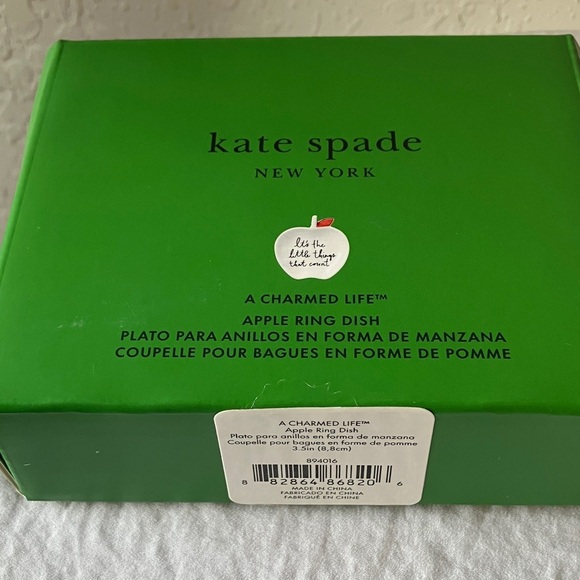 kate spade
NEW YORK
It's the
little things
that count
A CHARMED LIFE™
APPLE RING DISH
PLATO PARA ANILLOS EN FORMA DE MANZANA
COUPELLE POUR BAGUES EN FORME DE POMME
A CHARMED LIFE™
Apple Ring Dish
Plato para anillos en forma de manzana
Coupelle pour bagues en forme de pomme
3.5in (8,8cm)
894016
8 82864 86820 6
MADE IN CHINA
FABRICADO EN CHINA
FABRIQUÉ EN CHINE